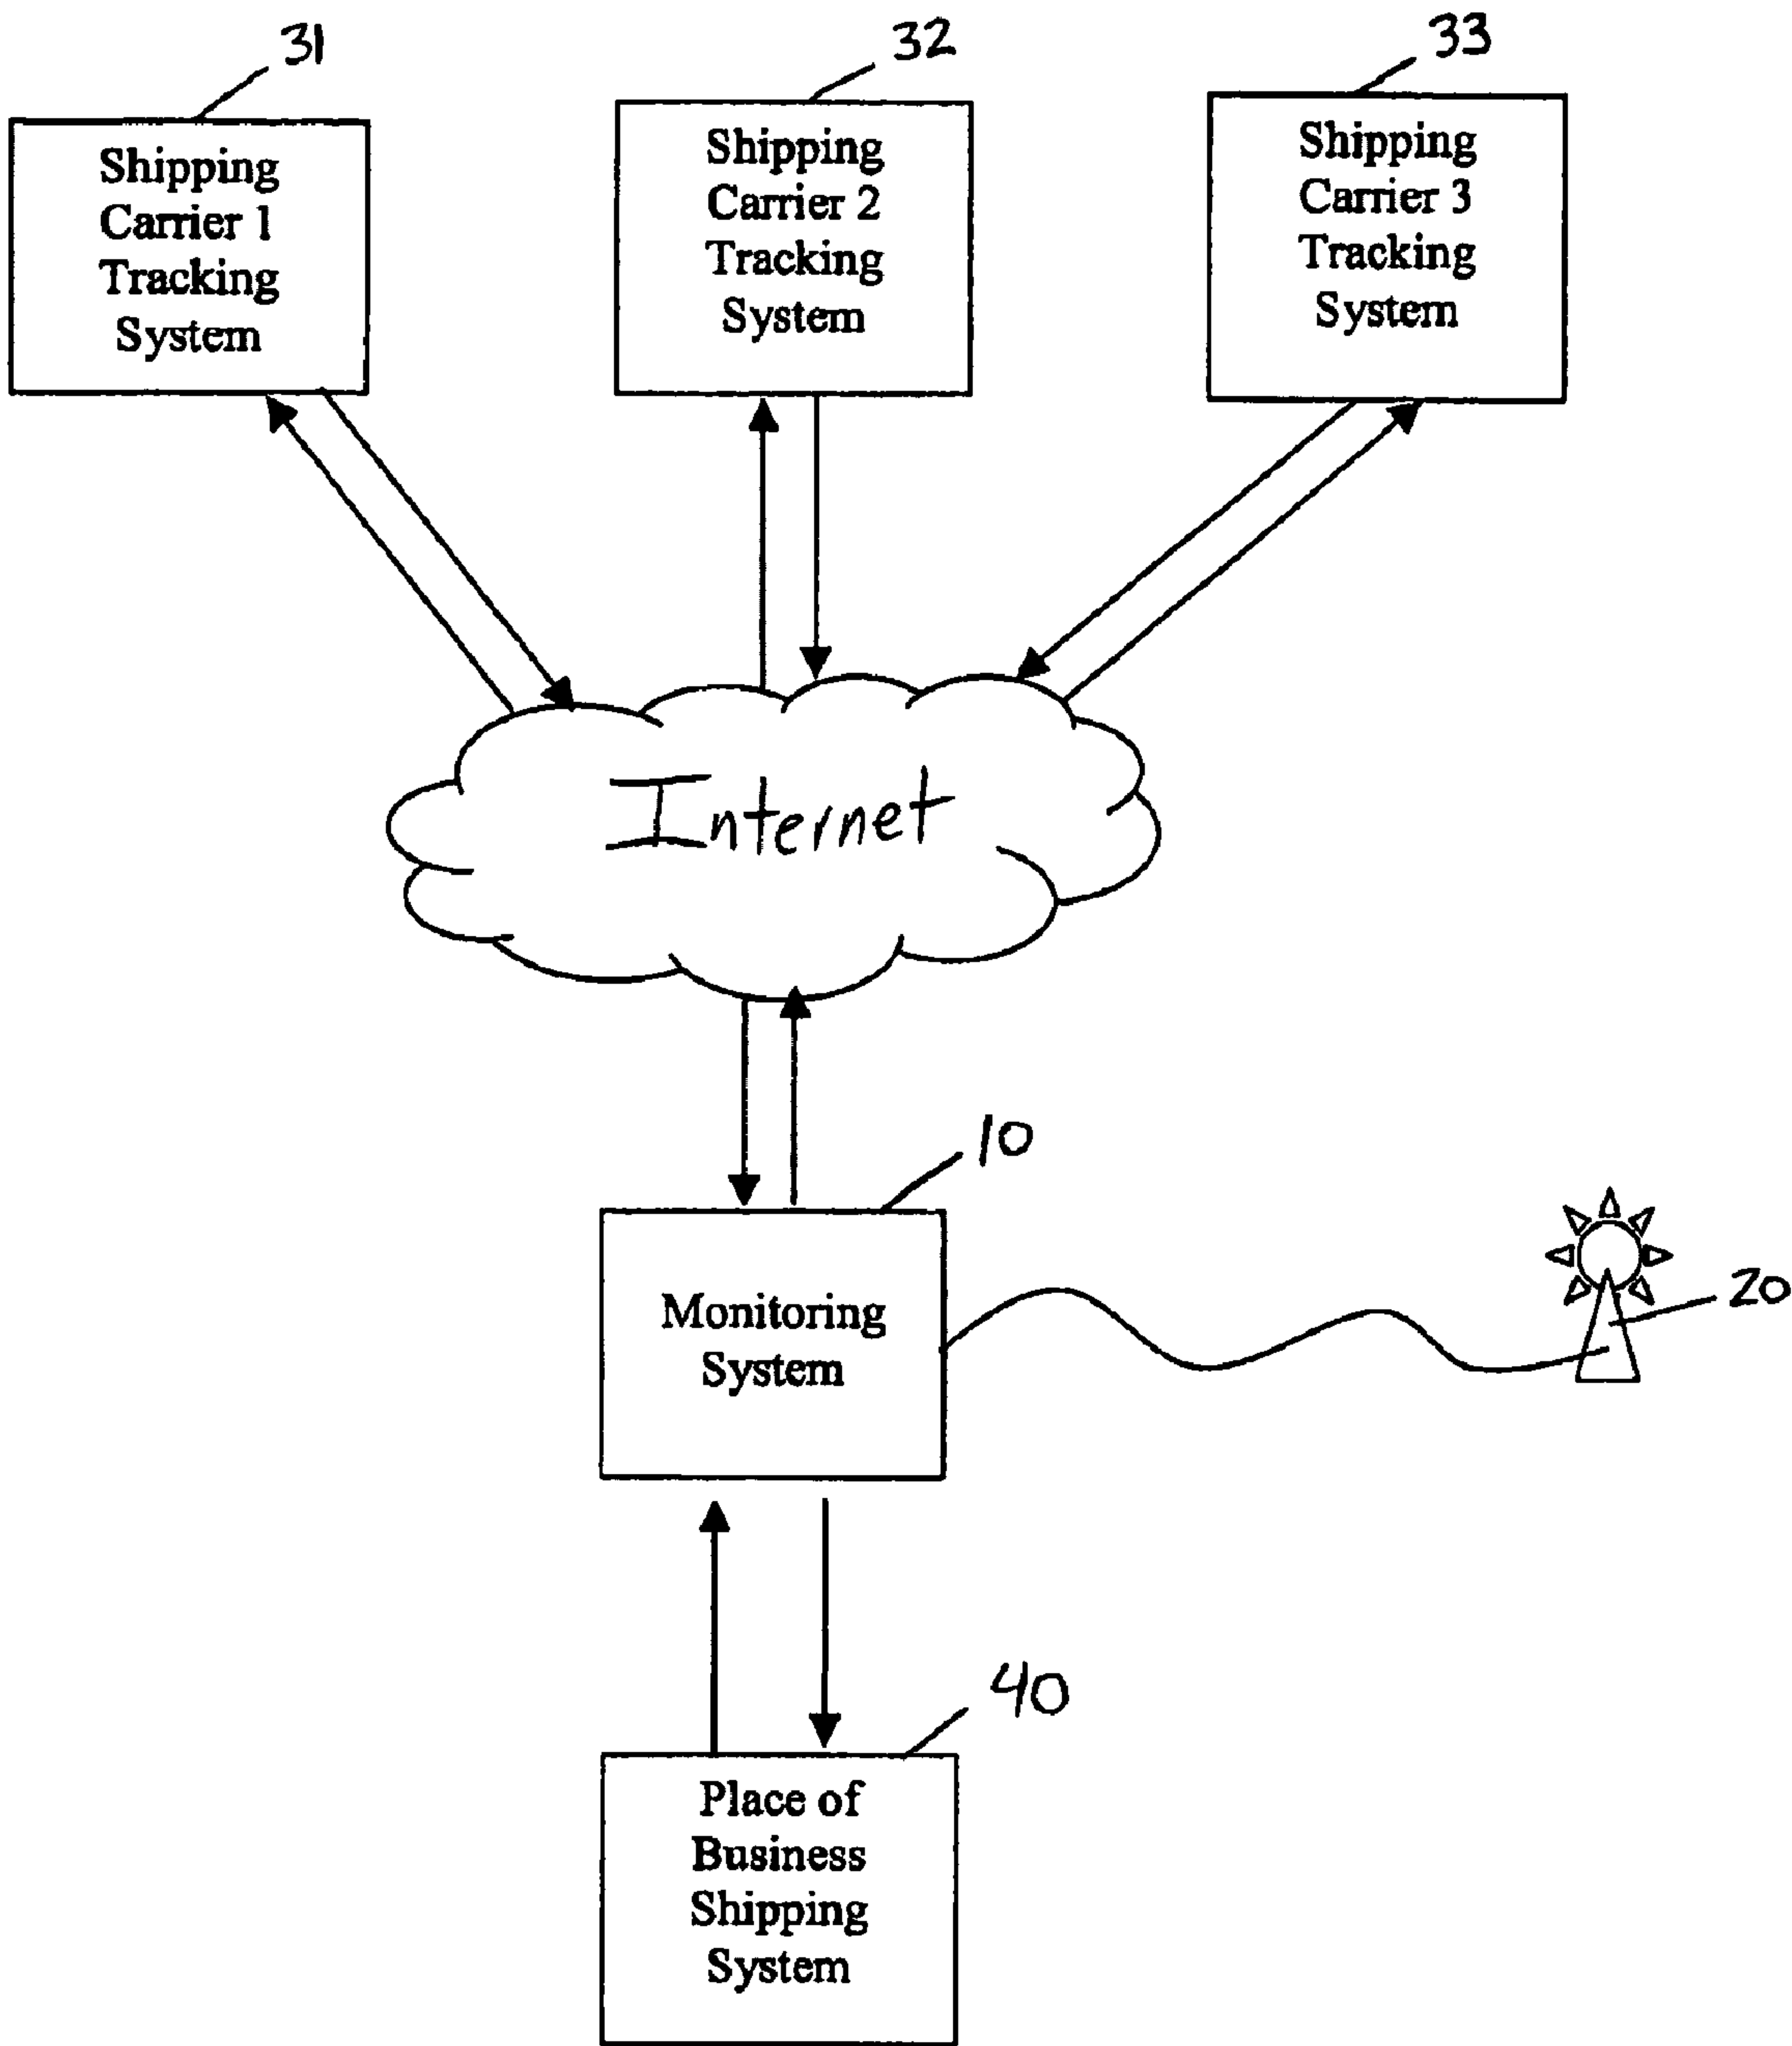 31
32
33
Shipping
Carrier 1
Tracking
System
Shipping
Carrier 2
Tracking
System
Shipping
Carrier 3
Tracking
System
Internet
10
Monitoring
System
20
40
Place of
Business
Shipping
System